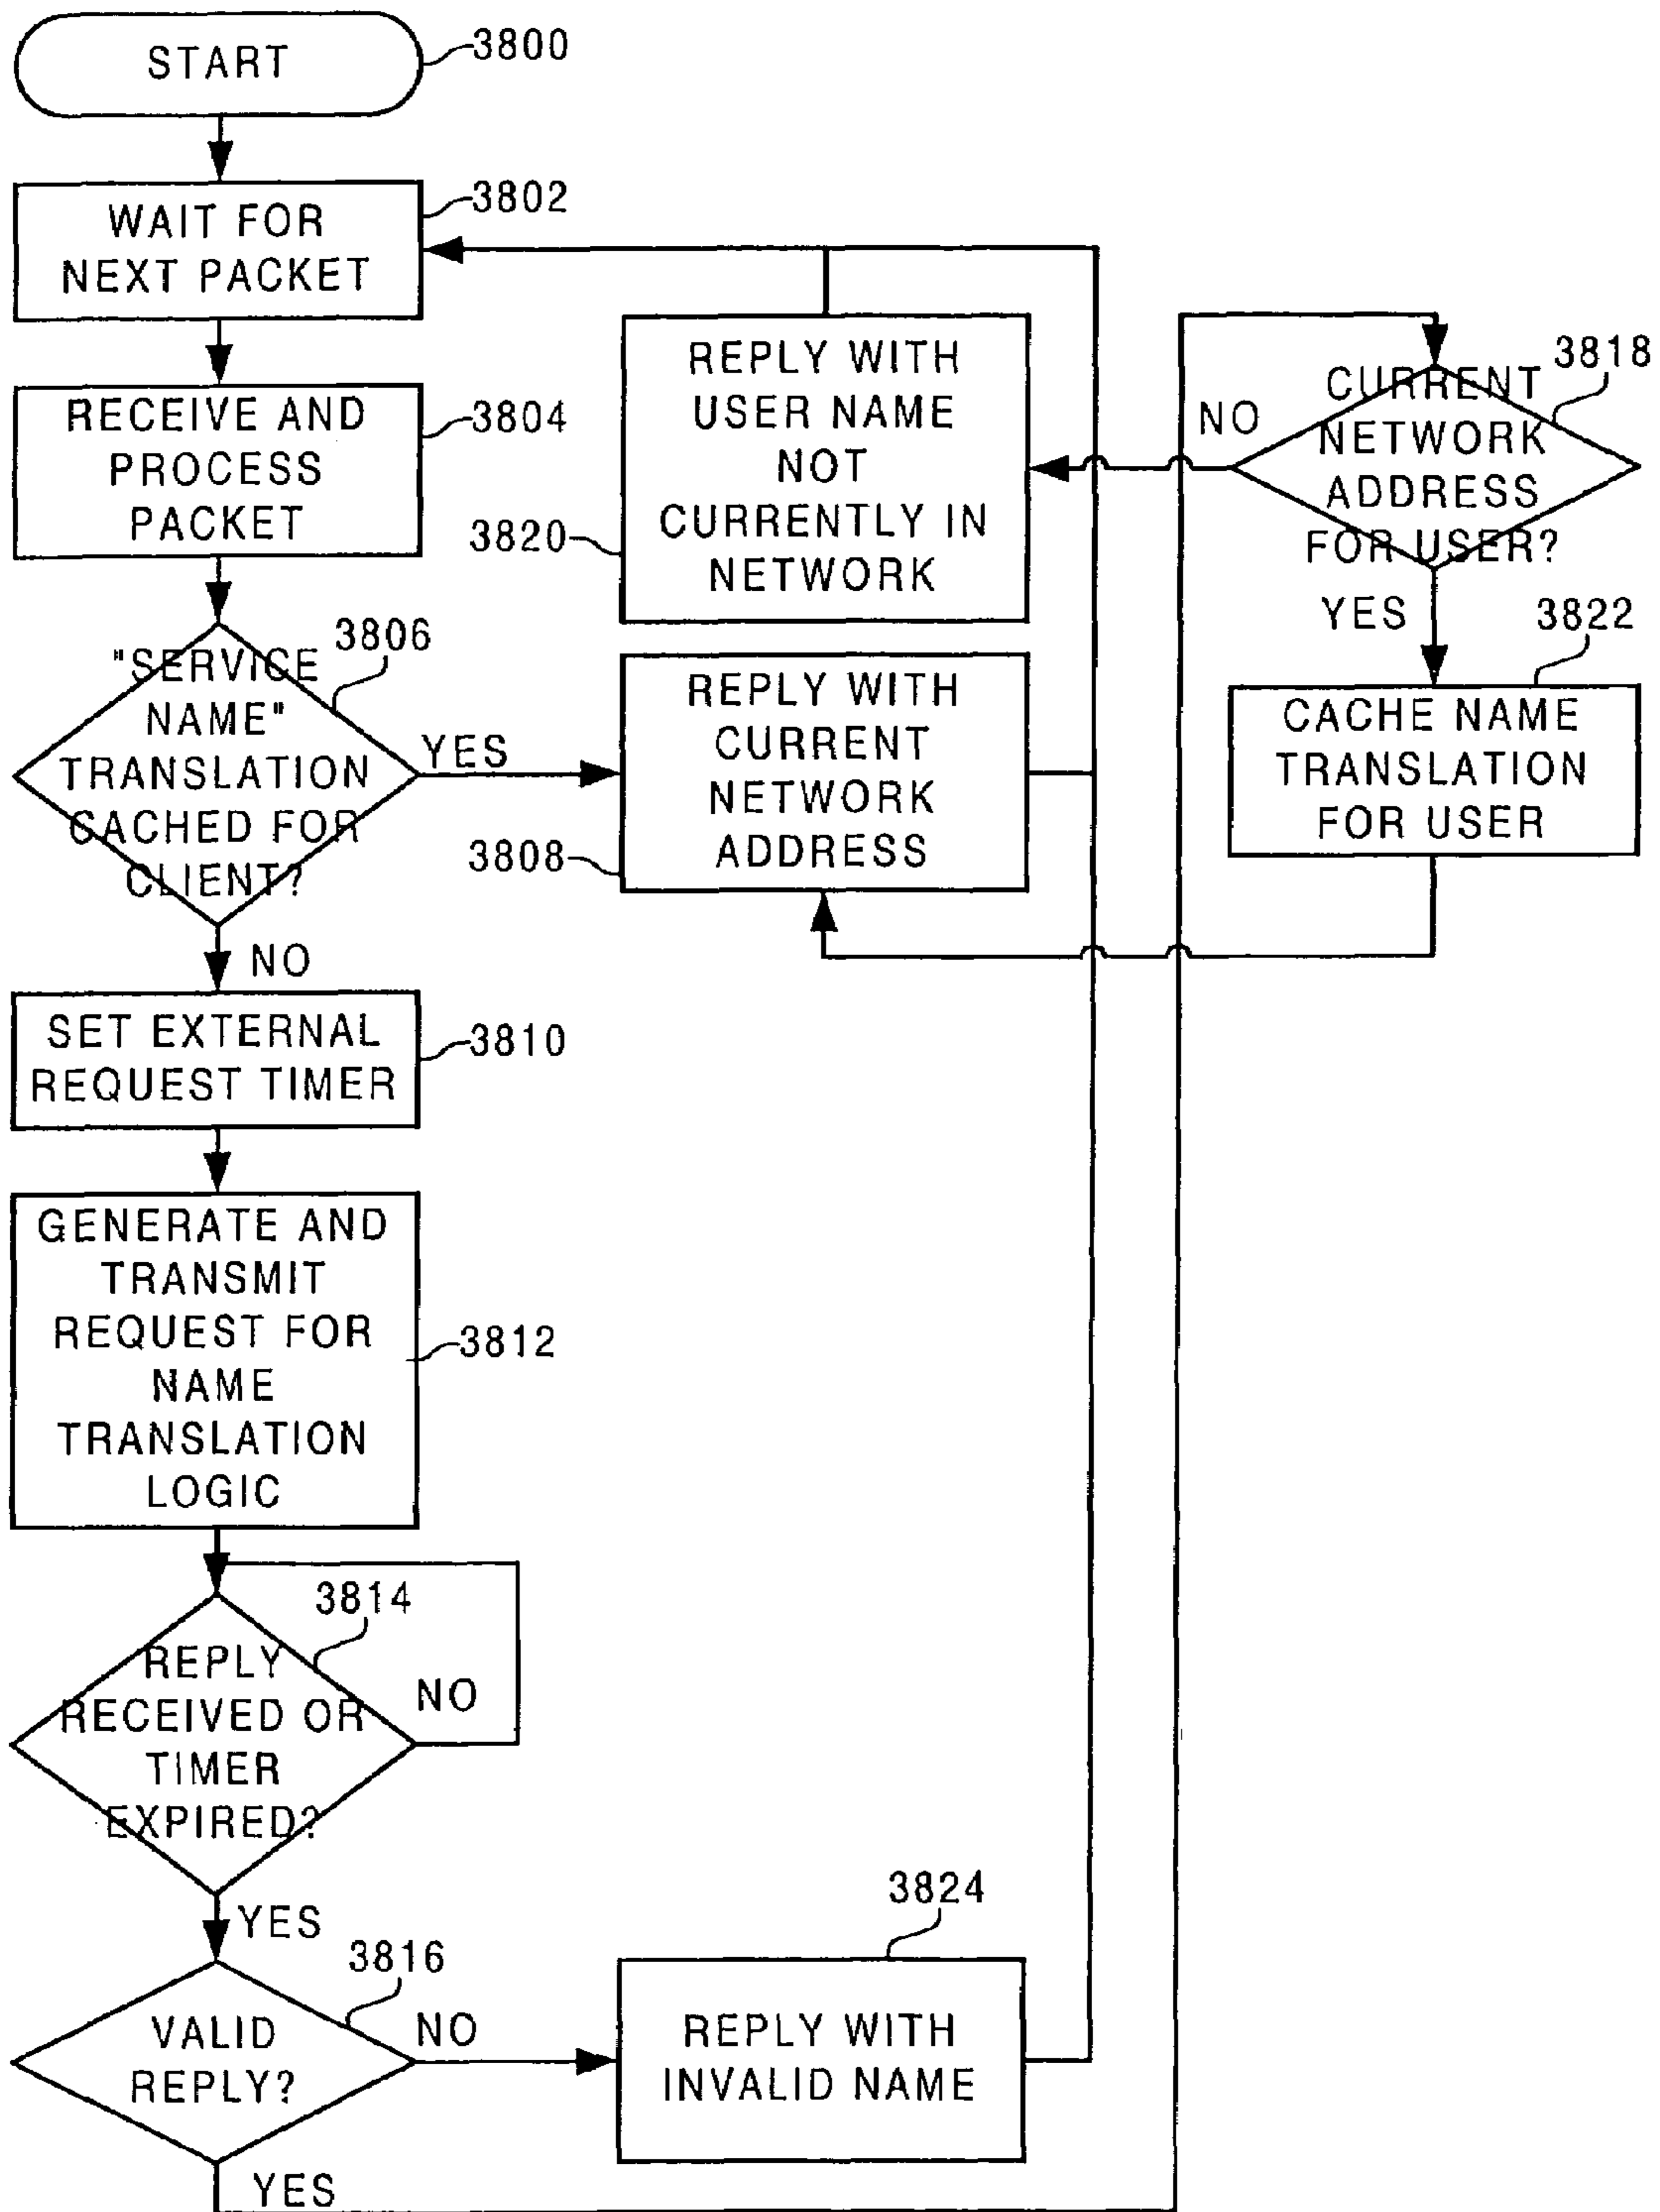 START
3800
WAIT FOR
NEXT PACKET
3802
RECEIVE AND
PROCESS
PACKET
3804
"SERVICE
NAME"
TRANSLATION
CACHED FOR
CLIENT?
3806
YES
NO
REPLY WITH
CURRENT
NETWORK
ADDRESS
3808
SET EXTERNAL
REQUEST TIMER
3810
GENERATE AND
TRANSMIT
REQUEST FOR
NAME
TRANSLATION
LOGIC
3812
REPLY
RECEIVED OR
TIMER
EXPIRED?
3814
NO
YES
VALID
REPLY?
3816
NO
YES
REPLY WITH
INVALID NAME
3824
CURRENT
NETWORK
ADDRESS
FOR USER?
3818
NO
YES
REPLY WITH
USER NAME
NOT
CURRENTLY IN
NETWORK
3820
CACHE NAME
TRANSLATION
FOR USER
3822